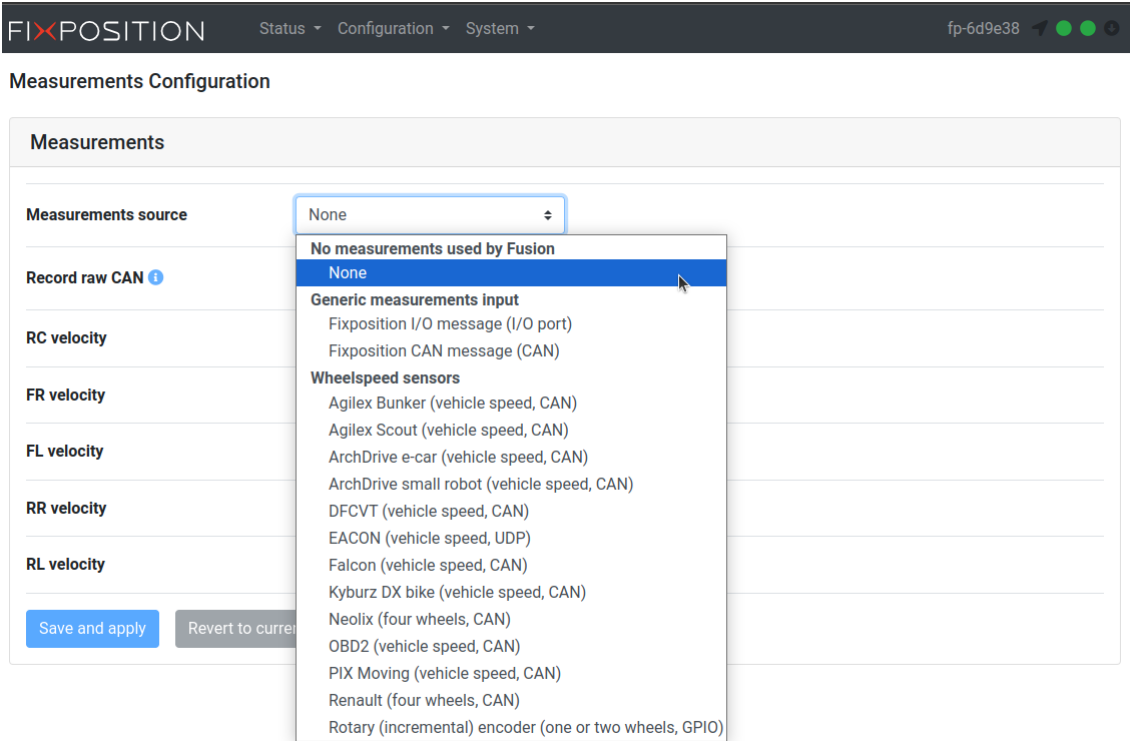 FIXPOSITION Status Configuration System fp-6d9e38
Measurements Configuration
Measurements
Measurements source None
No measurements used by Fusion
None
Record raw CAN
Generic measurements input
Fixposition I/O message (I/O port)
RC velocity
Fixposition CAN message (CAN)
Wheelspeed sensors
FR velocity
Agilex Bunker (vehicle speed, CAN)
Agilex Scout (vehicle speed, CAN)
FL velocity
ArchDrive e-car (vehicle speed, CAN)
ArchDrive small robot (vehicle speed, CAN)
RR velocity
DFCVT (vehicle speed, CAN)
EACON (vehicle speed, UDP)
RL velocity
Falcon (vehicle speed, CAN)
Kyburz DX bike (vehicle speed, CAN)
Neolix (four wheels, CAN)
Save and apply Revert to curre
OBD2 (vehicle speed, CAN)
PIX Moving (vehicle speed, CAN)
Renault (four wheels, CAN)
Rotary (incremental) encoder (one or two wheels, GPIO)